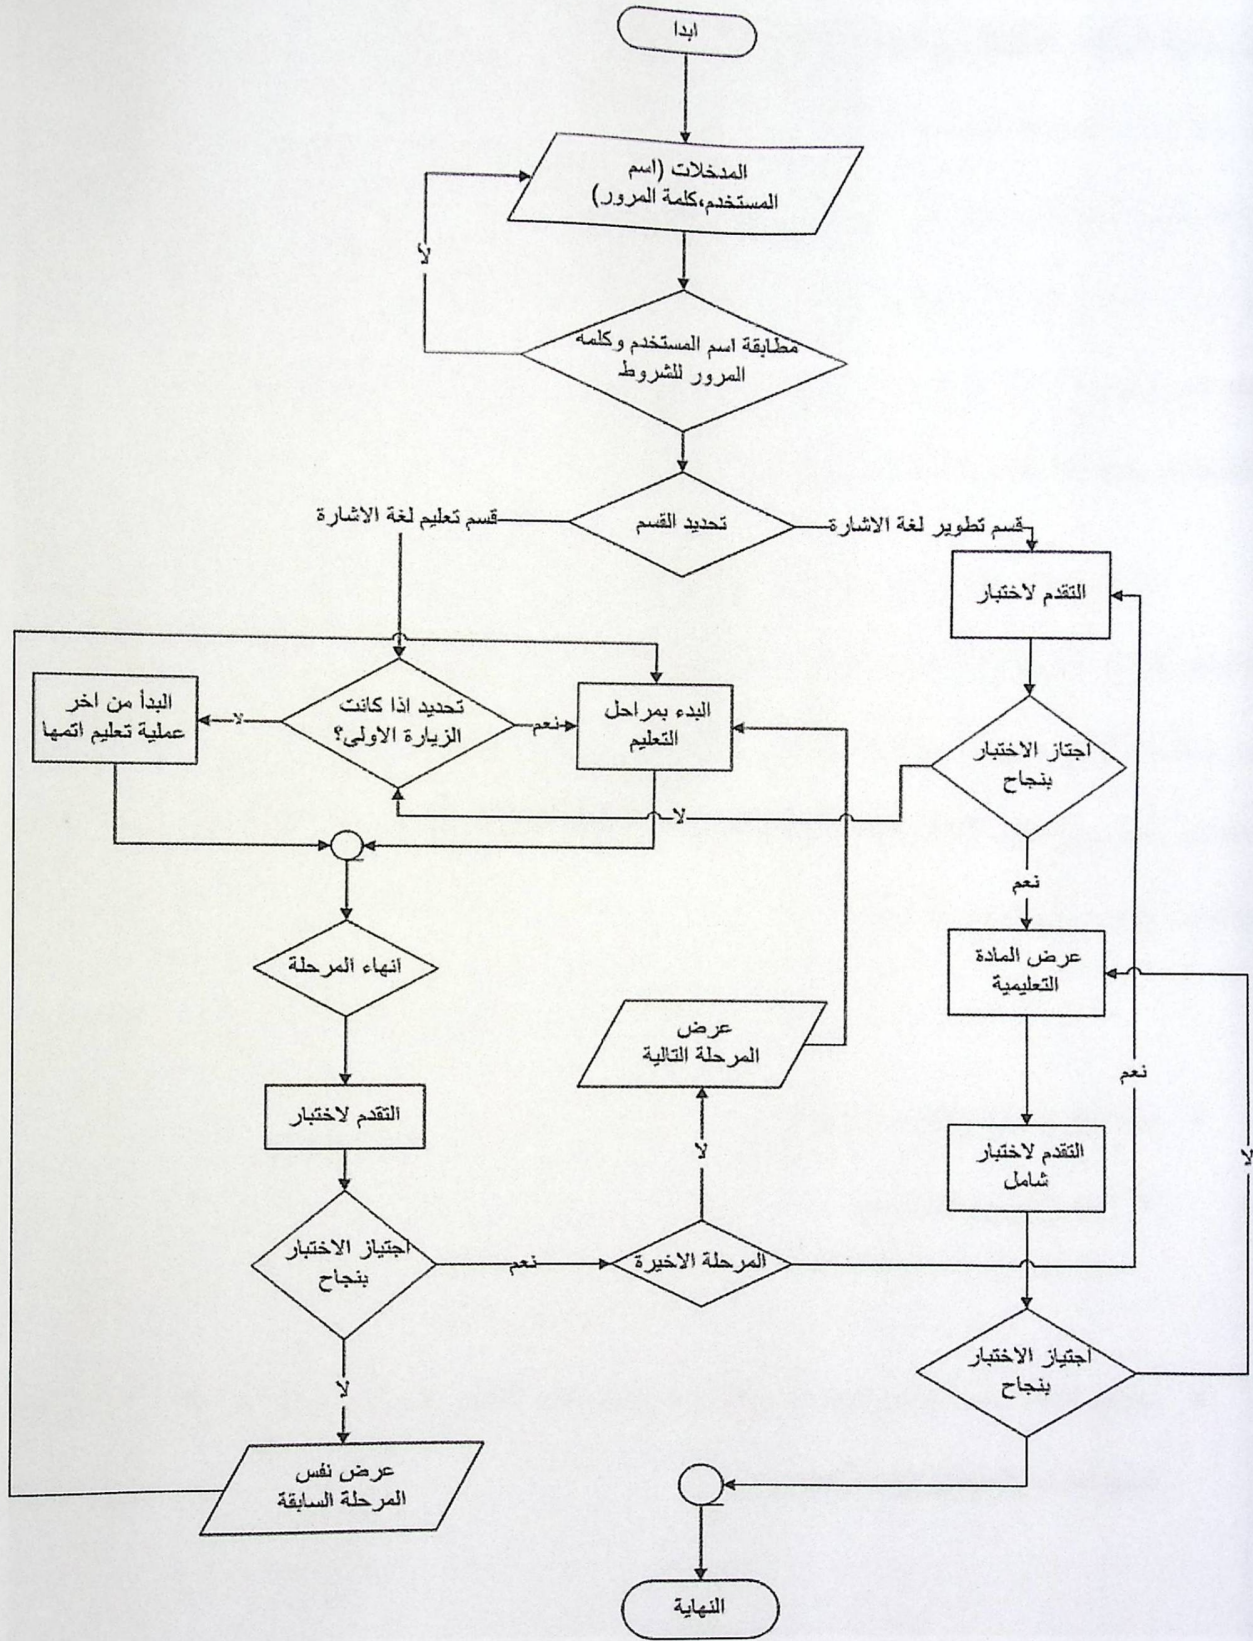 ابدا
المدخلات (اسم
المستخدم،كلمة المرور)
لا
مطابقة اسم المستخدم وكلمه
المرور للشروط
تحديد القسم
قسم تطوير لغة الاشارة
قسم تعليم لغة الاشارة
التقدم لاختبار
تحديد اذا كانت
الزيارة الاولى؟
نعم
لا
البدء بمراحل
التعليم
البدأ من اخر
عملية تعليم اتمها
اجتاز الاختبار
بنجاح
لا
نعم
عرض المادة
التعليمية
انهاء المرحلة
عرض
المرحلة التالية
نعم
التقدم لاختبار
التقدم لاختبار
شامل
لا
لا
اجتياز الاختبار
بنجاح
نعم
المرحلة الاخيرة
اجتياز الاختبار
بنجاح
لا
عرض نفس
المرحلة السابقة
النهاية